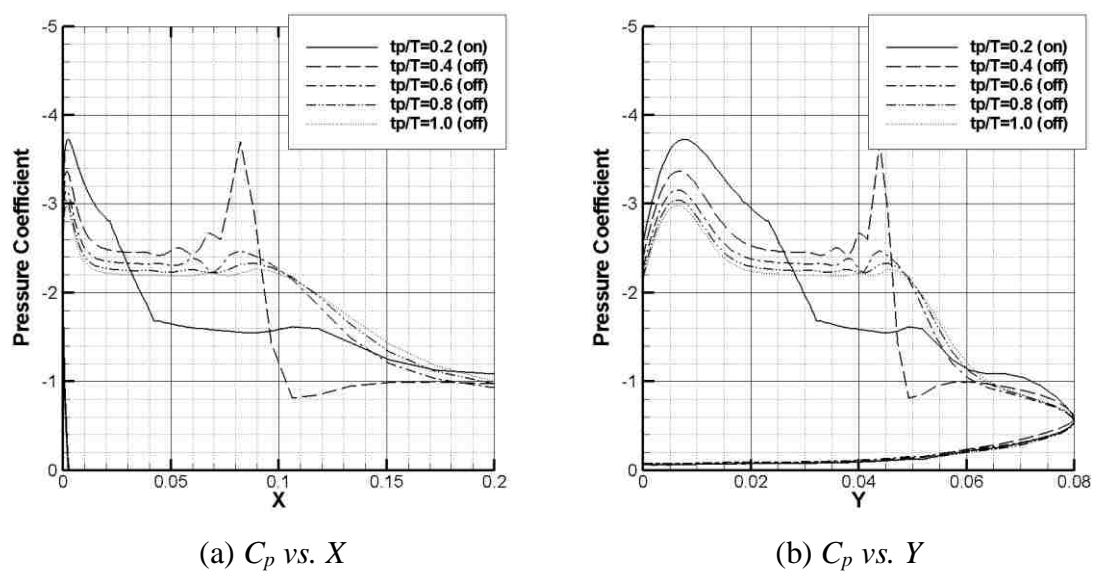 -5
-4
-3
-2
-1
0
Pressure Coefficient
0
0.05
0.1
0.15
0.2
X
tp/T=0.2 (on)
tp/T=0.4 (off)
tp/T=0.6 (off)
tp/T=0.8 (off)
tp/T=1.0 (off)
(a) Cp vs. X
-5
-4
-3
-2
-1
0
Pressure Coefficient
0
0.02
0.04
0.06
0.08
Y
tp/T=0.2 (on)
tp/T=0.4 (off)
tp/T=0.6 (off)
tp/T=0.8 (off)
tp/T=1.0 (off)
(b) Cp vs. Y